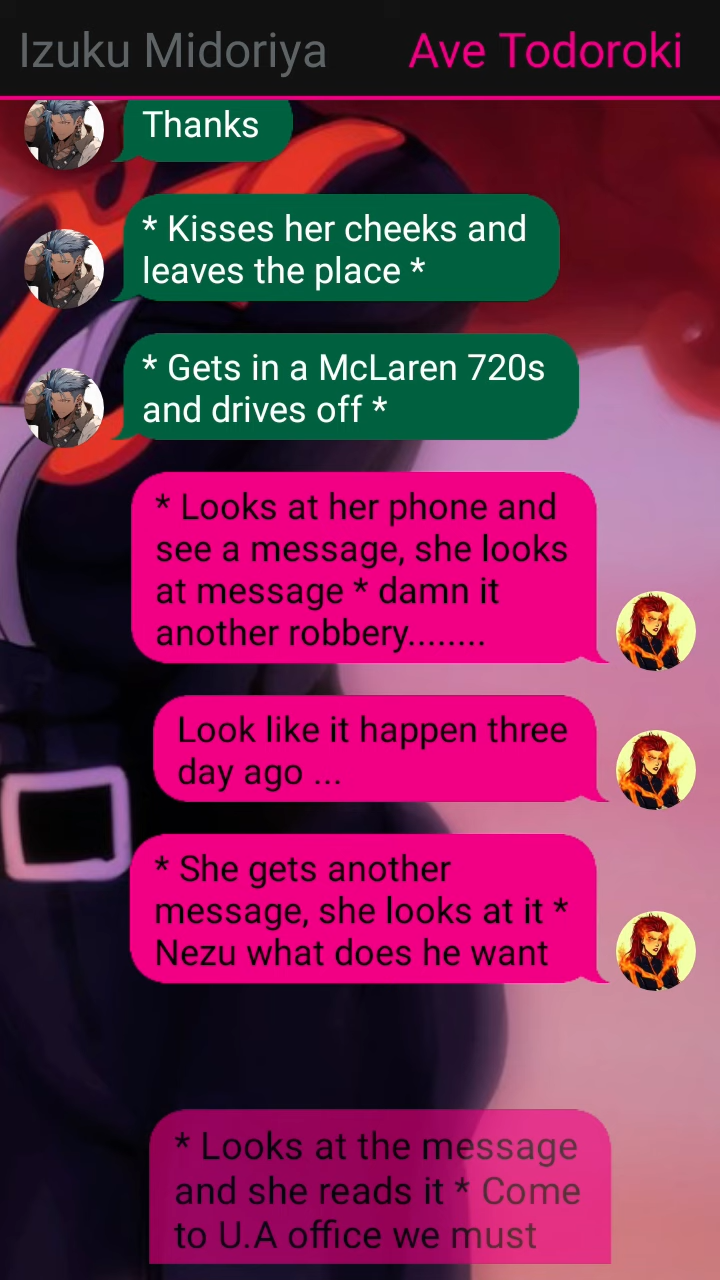 Izuku Midoriya
Ave Todoroki
Thanks
* Kisses her cheeks and
leaves the place *
* Gets in a McLaren 720s
and drives off *
* Looks at her phone and
see a message, she looks
at message * damn it
another robbery........
Look like it happen three
day ago ...
* She gets another
message, she looks at it *
Nezu what does he want
* Looks at the message
and she reads it * Come
to U.A office we must